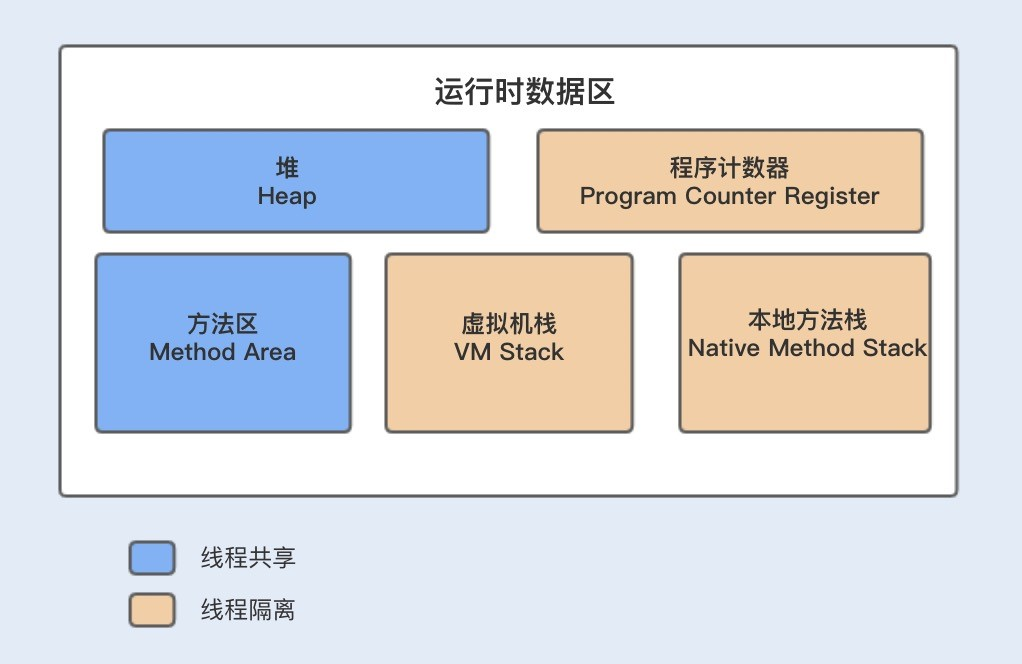 运行时数据区
堆
Heap
程序计数器
Program Counter Register
方法区
Method Area
虚拟机栈
VM Stack
本地方法栈
Native Method Stack
线程共享
线程隔离